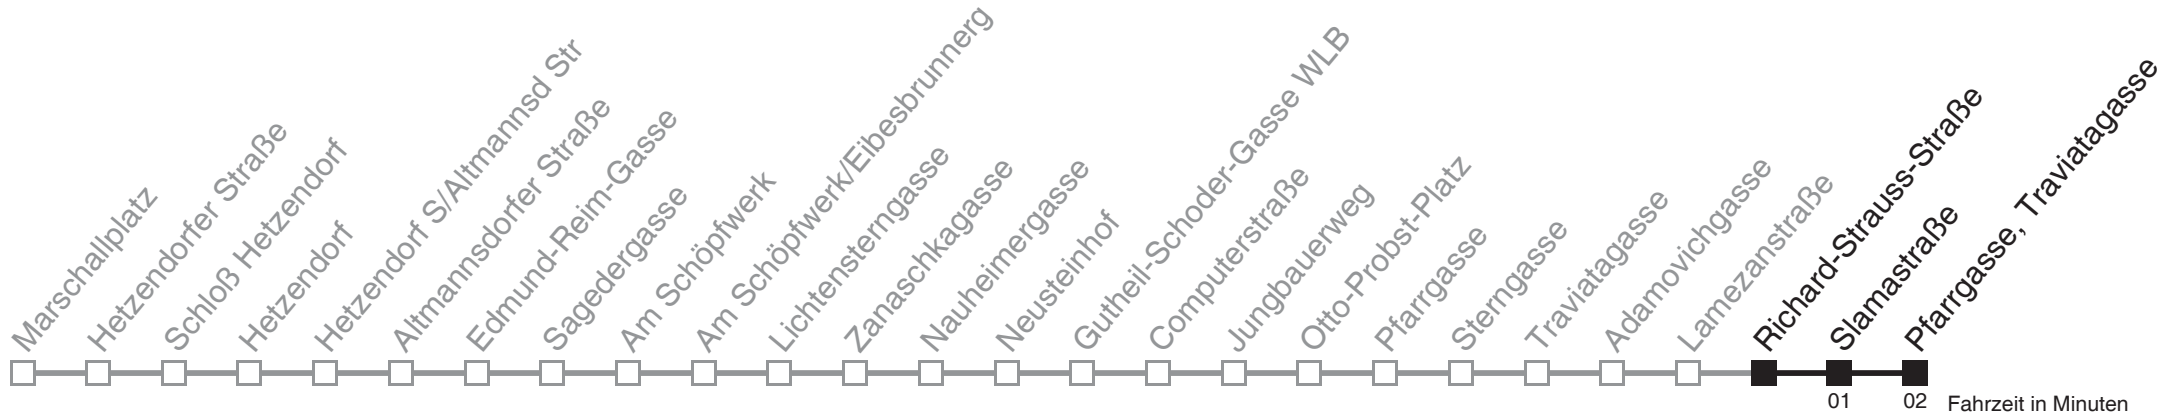 Marschallplatz
Hetzendorfer Straße
Schloß Hetzendorf
Hetzendorf
Hetzendorf S/Altmannsd Str
Altmannsdorfer Straße
Edmund-Reim-Gasse
Sagedergasse
Am Schöpfwerk
Am Schöpfwerk/Eibesbrunnerg
Lichtensterngasse
Zanaschkagasse
Nauheimergasse
Neusteinhof
Gutheil-Schoder-Gasse WLB
Computerstraße
Jungbauerweg
Otto-Probst-Platz
Pfarrgasse
Sterngasse
Traviatagasse
Adamovichgasse
Lamezanstraße
Richard-Strauss-Straße
Slamastraße
Pfarrgasse, Traviatagasse
01
02
Fahrzeit in Minuten